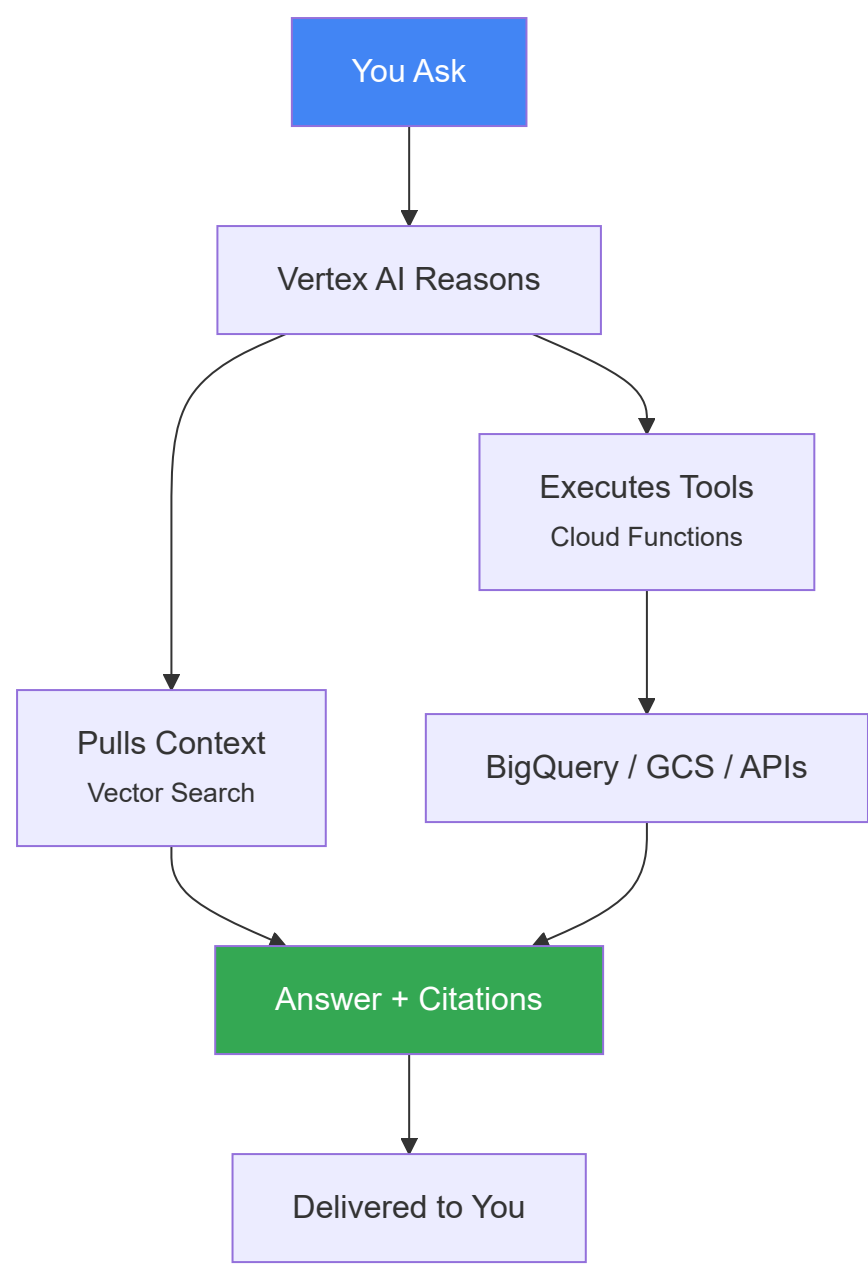 You Ask
Vertex AI Reasons
Executes Tools
Cloud Functions
Pulls Context
Vector Search
BigQuery / GCS / APIs
Answer + Citations
Delivered to You